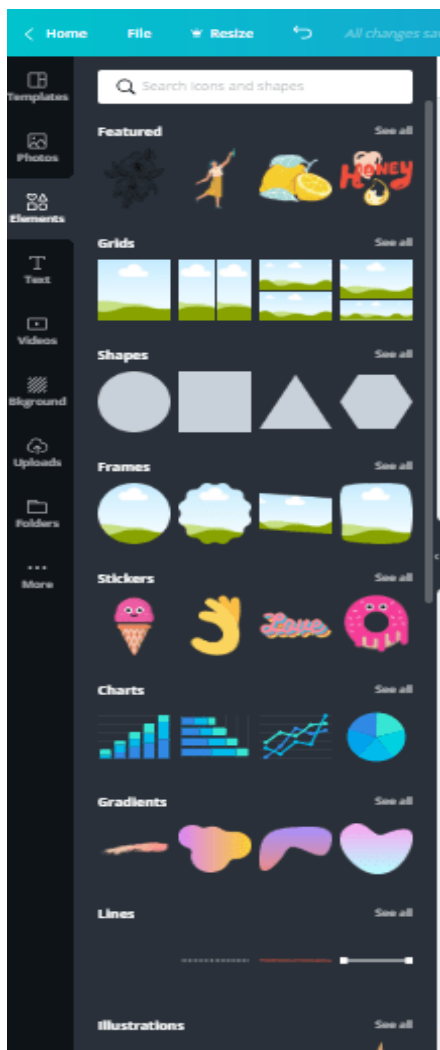 Home File Resize All changes sa
Templates
Photos
Elements
Text
Videos
Bkground
Uploads
Folders
More
Search icons and shapes
Featured See all
HONEY
Grids See all
Shapes See all
Frames See all
Stickers See all
Love
Charts See all
Gradients See all
Lines See all
Illustrations See all